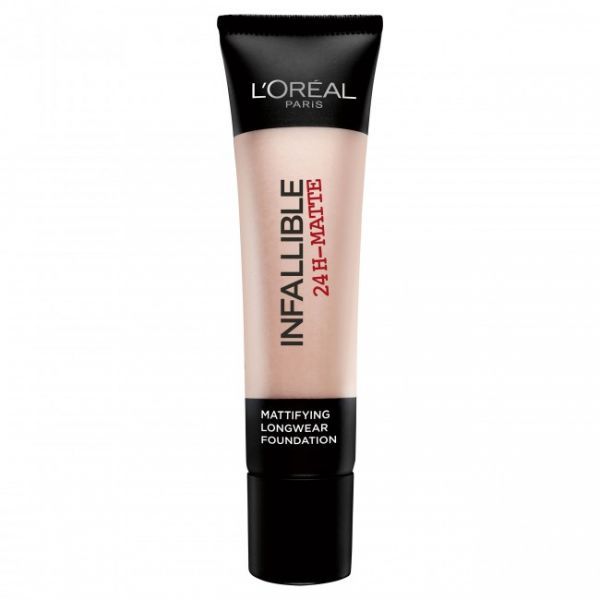 L'ORÉAL
PARIS
INFALLIBLE
24H-MATTE
MATTIFYING
LONGWEAR
FOUNDATION